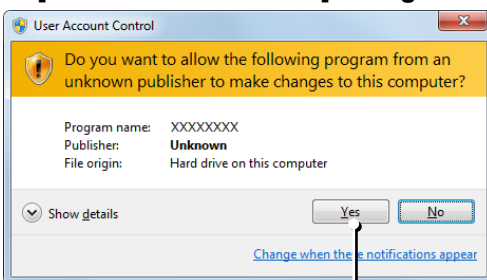 User Account Control
Do you want to allow the following program from an
unknown publisher to make changes to this computer?
Program name: XXXXXXXX
Publisher: Unknown
File origin: Hard drive on this computer
Show details Yes No
Change when these notifications appear